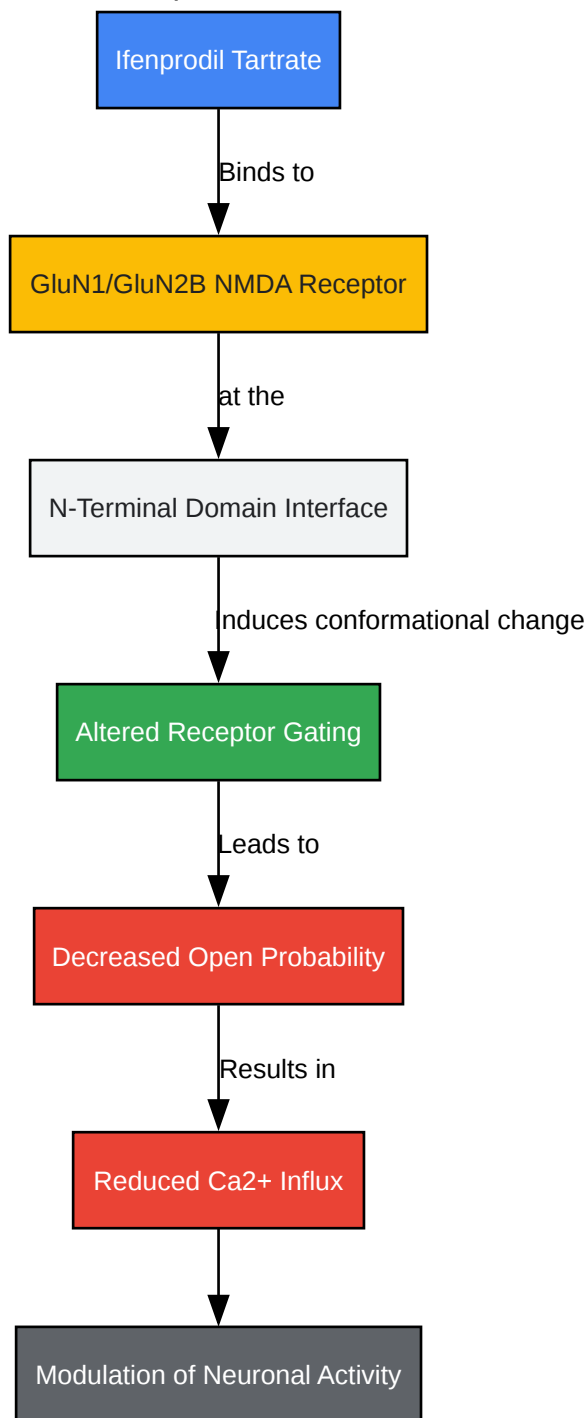 Ifenprodil Tartrate
Binds to
GluN1/GluN2B NMDA Receptor
at the
N-Terminal Domain Interface
Induces conformational change
Altered Receptor Gating
Leads to
Decreased Open Probability
Results in
Reduced Ca2+ Influx
Modulation of Neuronal Activity